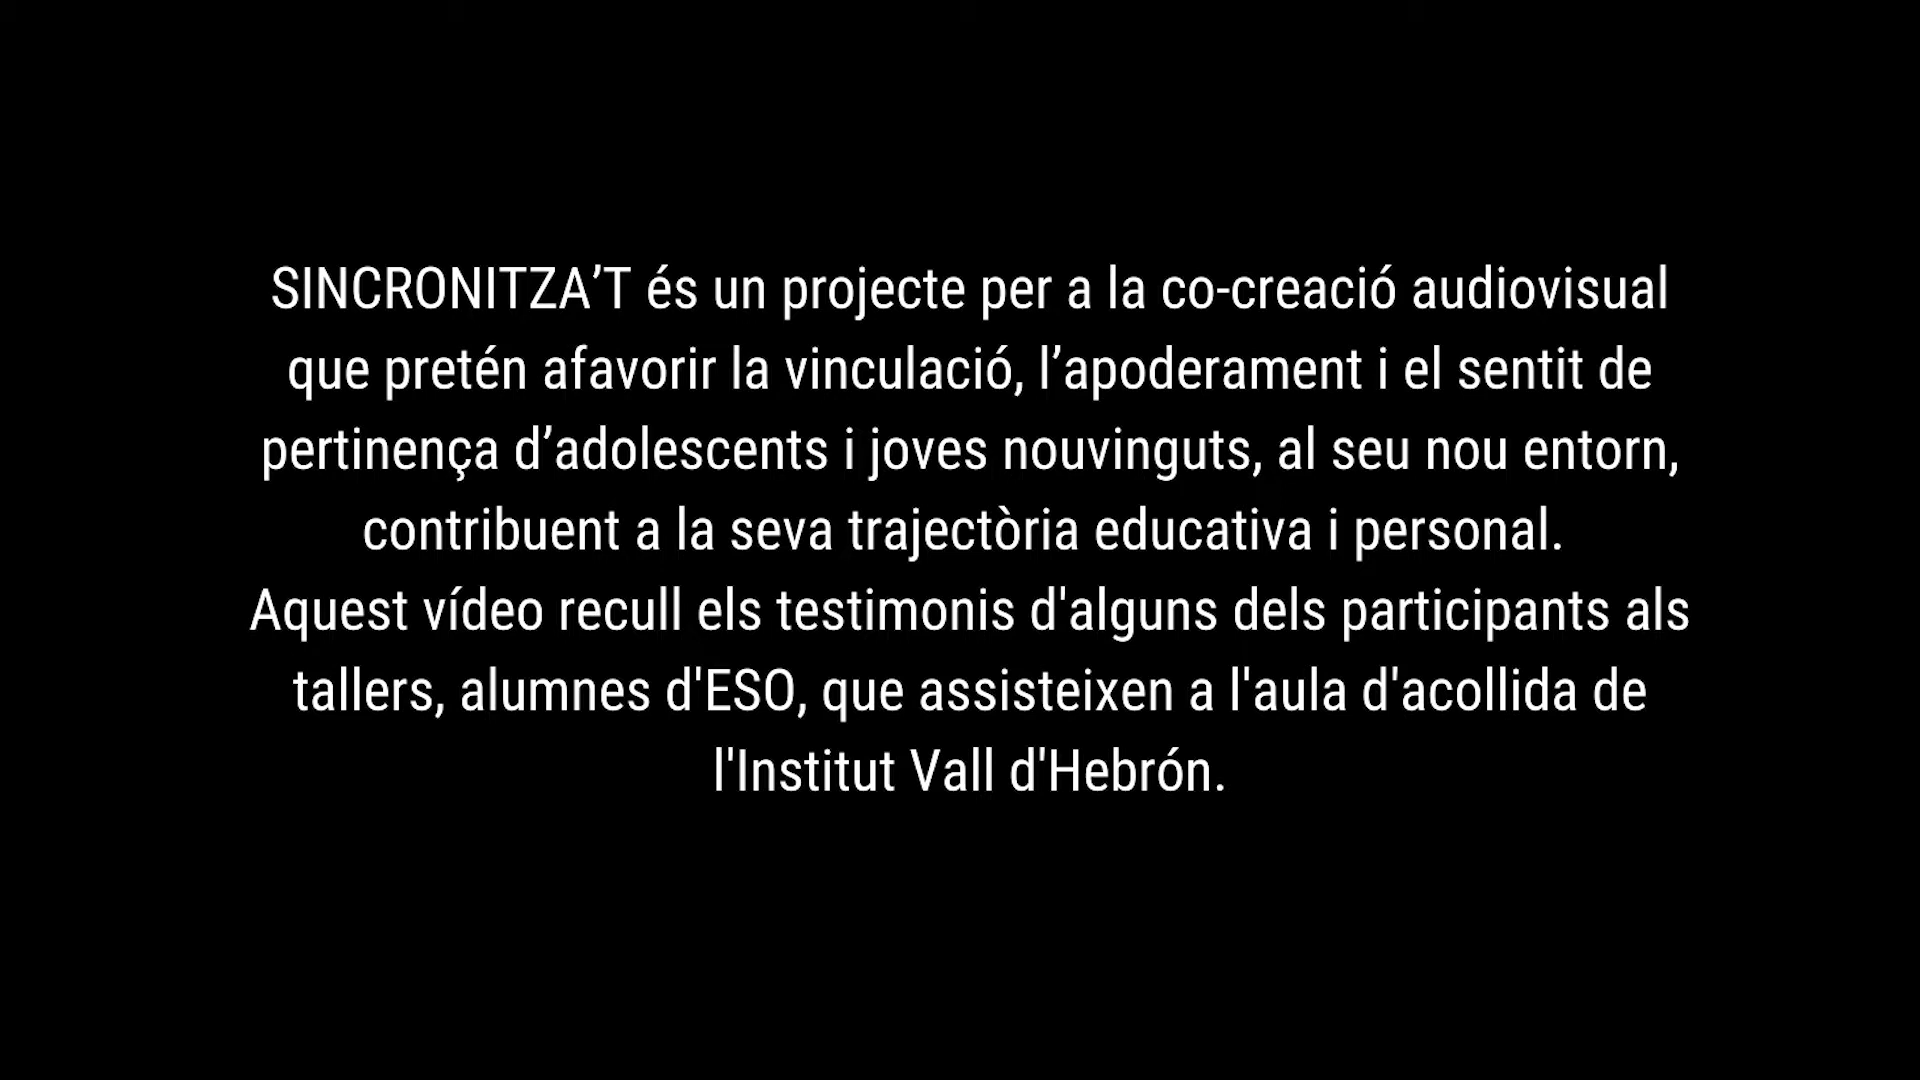 SINCRONITZA’T és un projecte per a la co-creació audiovisual
que pretén afavorir la vinculació, l’apoderament i el sentit de
pertinença d’adolescents i joves nouvinguts, al seu nou entorn,
contribuent a la seva trajectòria educativa i personal.
Aquest vídeo recull els testimonis d'alguns dels participants als
tallers, alumnes d'ESO, que assisteixen a l'aula d'acollida de
l'Institut Vall d'Hebrón.